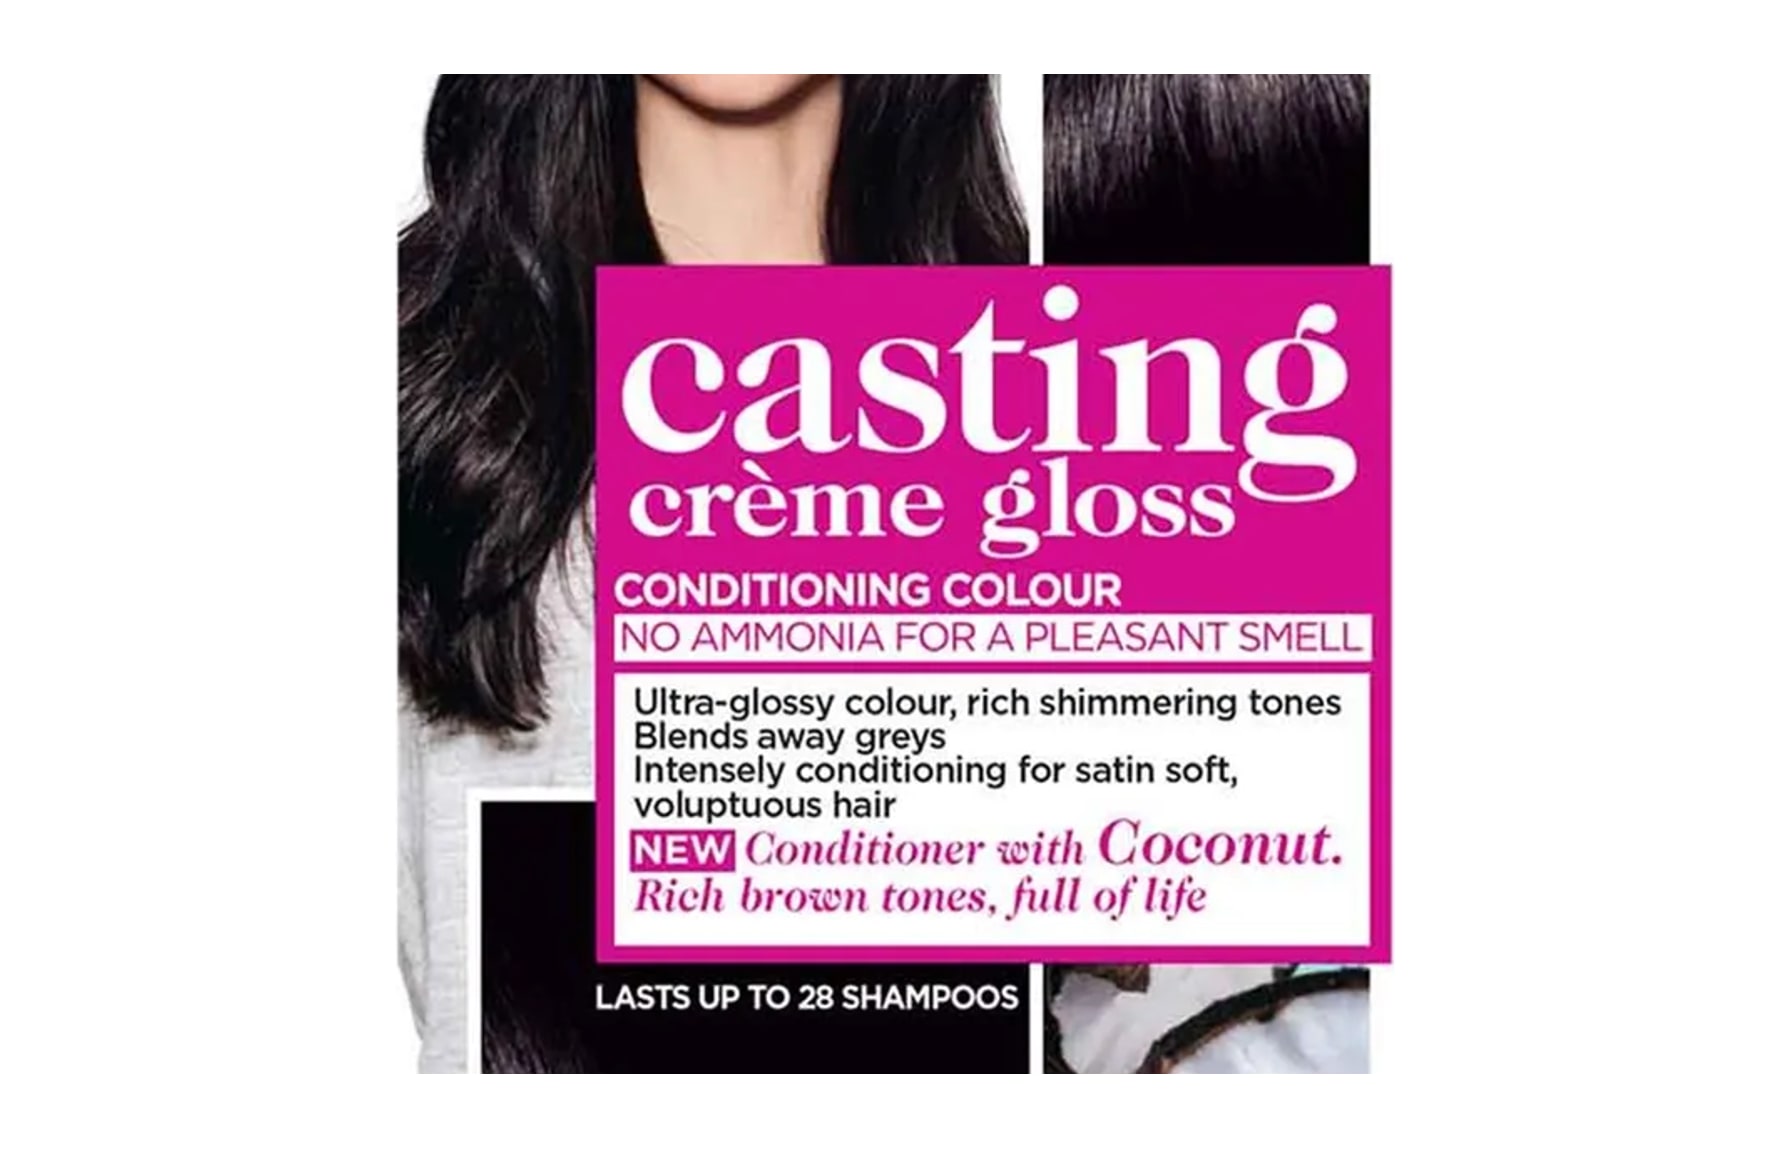 casting
crème gloss
CONDITIONING COLOUR
NO AMMONIA FOR A PLEASANT SMELL
Ultra-glossy colour, rich shimmering tones
Blends away greys
Intensely conditioning for satin soft,
voluptuous hair
NEW Conditioner with Coconut.
Rich brown tones, full of life
LASTS UP TO 28 SHAMPOOS